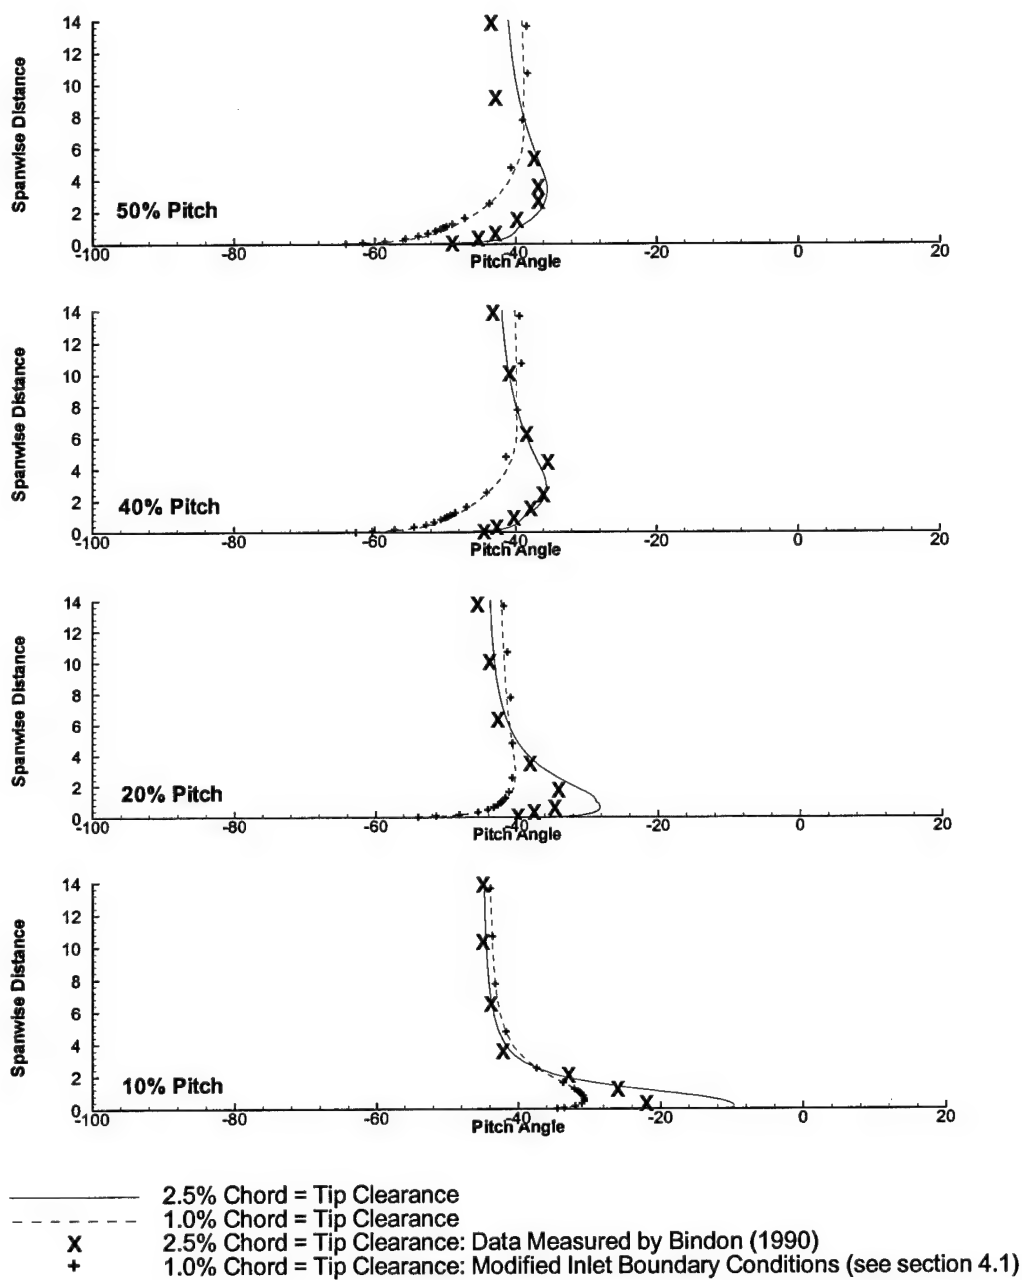 14
12
10
8
6
4
2
0
Spanwise Distance
50% Pitch
-100 -80 -60 -40 -20 0 20
Pitch Angle
14
12
10
8
6
4
2
0
Spanwise Distance
40% Pitch
-100 -80 -60 -40 -20 0 20
Pitch Angle
14
12
10
8
6
4
2
0
Spanwise Distance
20% Pitch
-100 -80 -60 -40 -20 0 20
Pitch Angle
14
12
10
8
6
4
2
0
Spanwise Distance
10% Pitch
-100 -80 -60 -40 -20 0 20
Pitch Angle
2.5% Chord = Tip Clearance
1.0% Chord = Tip Clearance
X 2.5% Chord = Tip Clearance: Data Measured by Bindon (1990)
+ 1.0% Chord = Tip Clearance: Modified Inlet Boundary Conditions (see section 4.1)